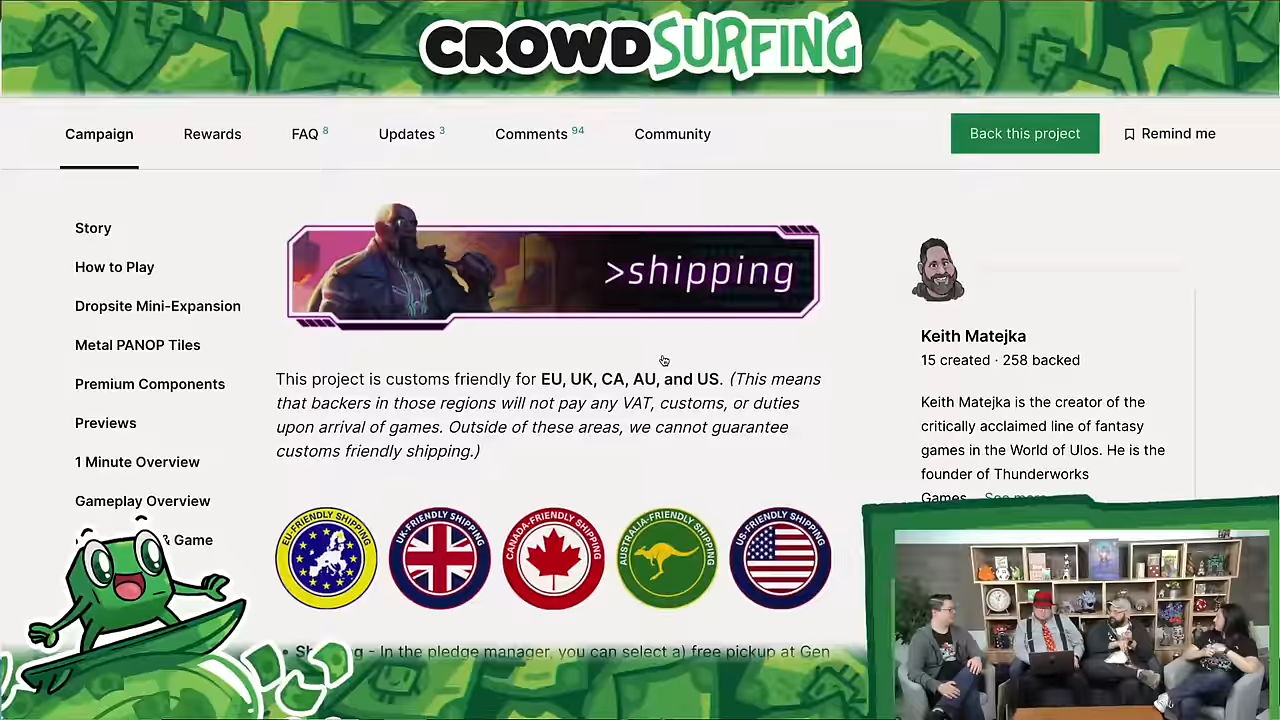 CROWDSURFING
Campaign
Rewards
FAQ 8
Updates 3
Comments 94
Community
Back this project
Remind me
Story
How to Play
Dropsite Mini-Expansion
Metal PANOP Tiles
Premium Components
Previews
1 Minute Overview
Gameplay Overview
& Game
>shipping
This project is customs friendly for EU, UK, CA, AU, and US. (This means
that backers in those regions will not pay any VAT, customs, or duties
upon arrival of games. Outside of these areas, we cannot guarantee
customs friendly shipping.)
EU-FRIENDLY SHIPPING
UK-FRIENDLY SHIPPING
CANADA-FRIENDLY SHIPPING
AUSTRALIA-FRIENDLY SHIPPING
US-FRIENDLY SHIPPING
- In the pledge manager, you can select a) free pickup at Gen
Keith Matejka
15 created · 258 backed
Keith Matejka is the creator of the
critically acclaimed line of fantasy
games in the World of Ulos. He is the
founder of Thunderworks
Games... See more